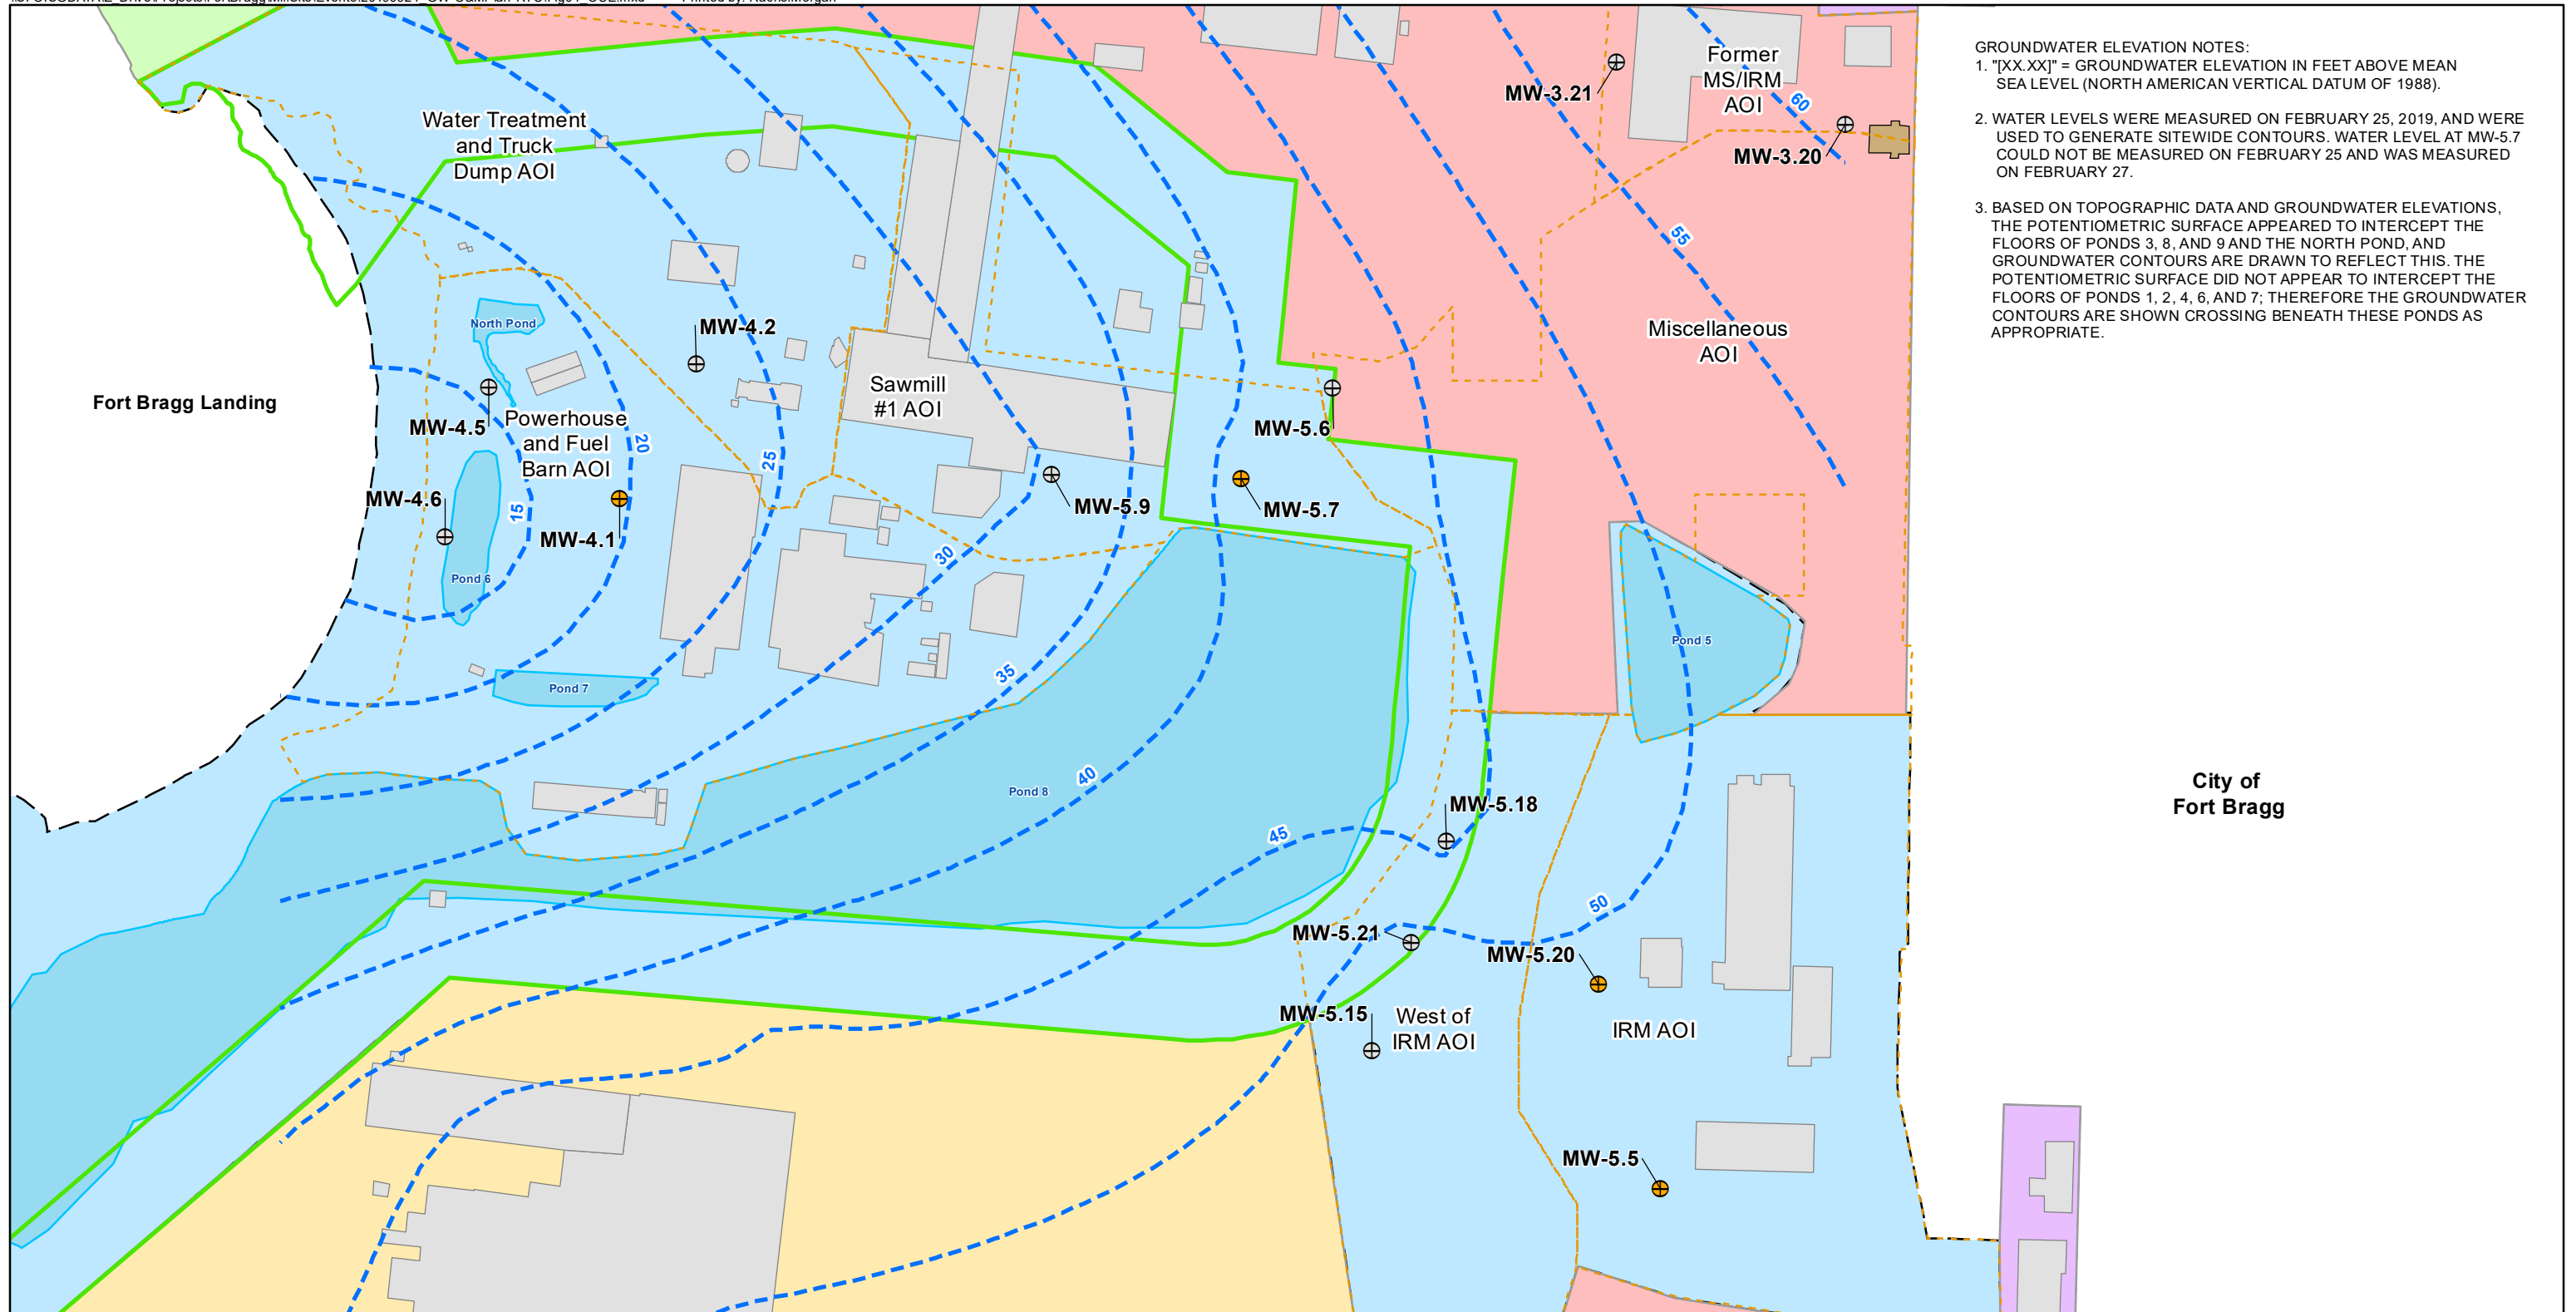 GROUNDWATER ELEVATION NOTES:
1. "[XX.XX]" = GROUNDWATER ELEVATION IN FEET ABOVE MEAN
SEA LEVEL (NORTH AMERICAN VERTICAL DATUM OF 1988).
2. WATER LEVELS WERE MEASURED ON FEBRUARY 25, 2019, AND WERE
USED TO GENERATE SITEWIDE CONTOURS. WATER LEVEL AT MW-5.7
COULD NOT BE MEASURED ON FEBRUARY 25 AND WAS MEASURED
ON FEBRUARY 27.
3. BASED ON TOPOGRAPHIC DATA AND GROUNDWATER ELEVATIONS,
THE POTENTIOMETRIC SURFACE APPEARED TO INTERCEPT THE
FLOORS OF PONDS 3, 8, AND 9 AND THE NORTH POND, AND
GROUNDWATER CONTOURS ARE DRAWN TO REFLECT THIS. THE
POTENTIOMETRIC SURFACE DID NOT APPEAR TO INTERCEPT THE
FLOORS OF PONDS 1, 2, 4, 6, AND 7; THEREFORE THE GROUNDWATER
CONTOURS ARE SHOWN CROSSING BENEATH THESE PONDS AS
APPROPRIATE.
Former
MS/IRM
AOI
MW-3.21
60
MW-3.20
Water Treatment
and Truck
Dump AOI
55
North Pond
MW-4.2
Miscellaneous
AOI
Fort Bragg Landing
Sawmill
#1 AOI
MW-4.5
Powerhouse
and Fuel
Barn AOI
20
25
MW-5.6
MW-4.6
15
MW-4.1
MW-5.9
MW-5.7
30
Pond 6
Pond 5
35
Pond 7
40
Pond 8
City of
Fort Bragg
MW-5.18
45
50
MW-5.21
MW-5.20
MW-5.15
West of
IRM AOI
IRM AOI
MW-5.5